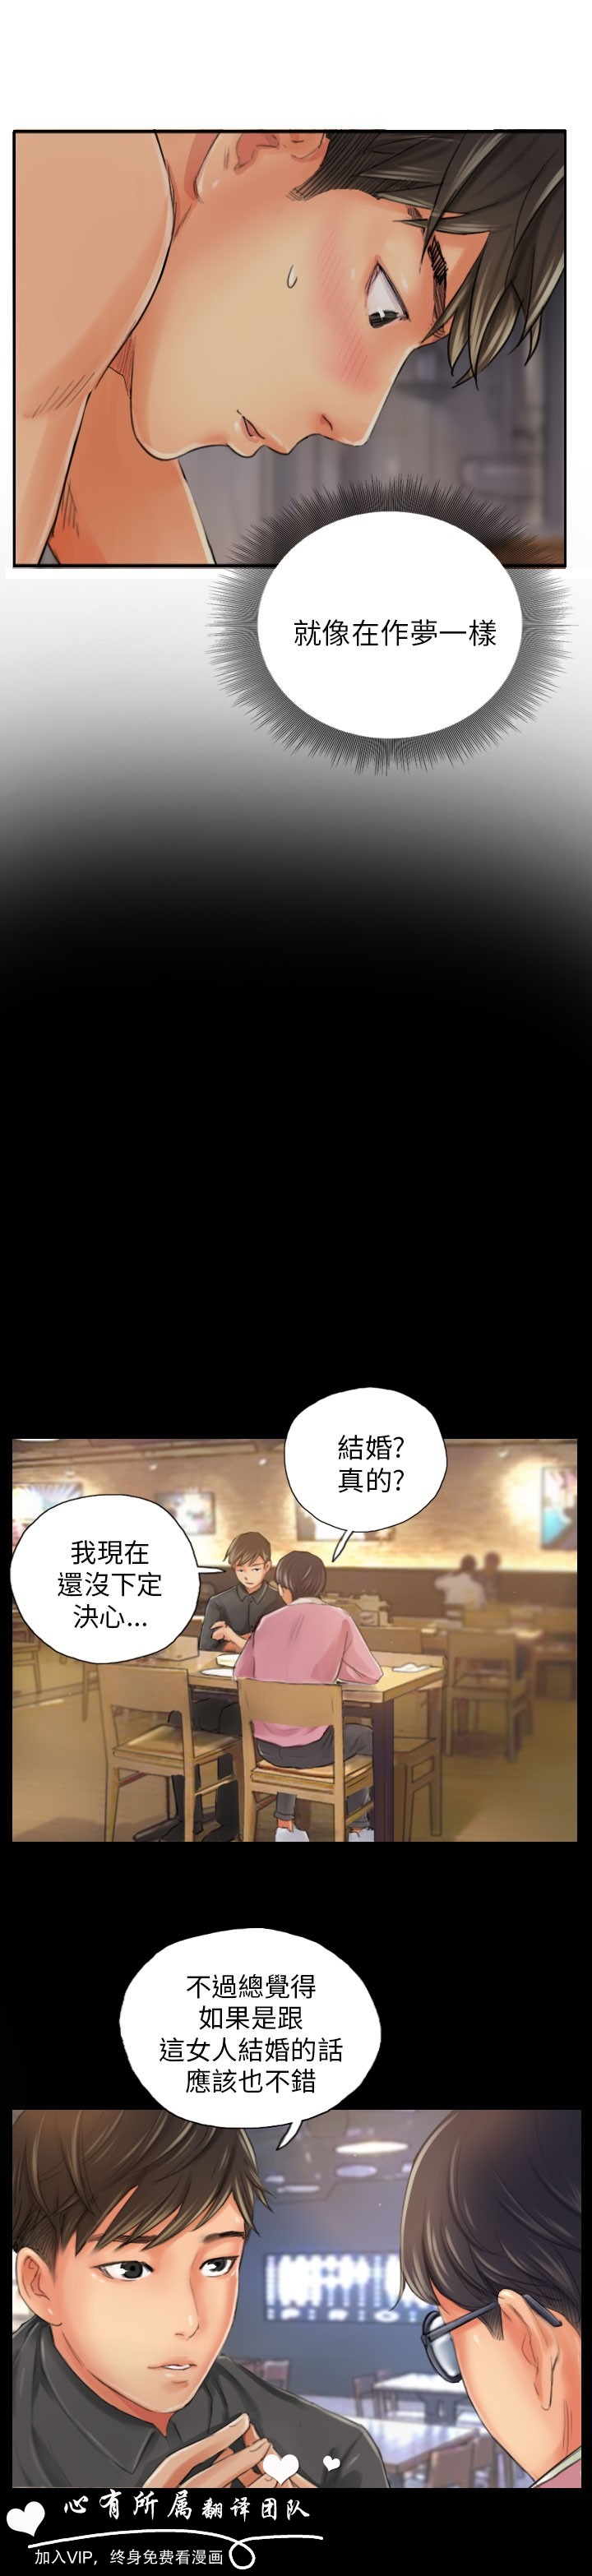 就像在作夢一樣
結婚?
真的?
我現在
還沒下定
決心...
不過總覺得
如果是跟
這女人結婚的話
應該也不錯
心有所属翻译团队
加入VIP，终身免费看漫画